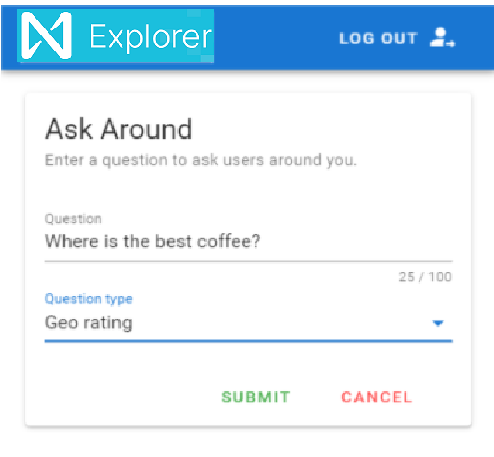 Explorer
LOG OUT
Ask Around
Enter a question to ask users around you.
Question
Where is the best coffee?
25 / 100
Question type
Geo rating
SUBMIT CANCEL